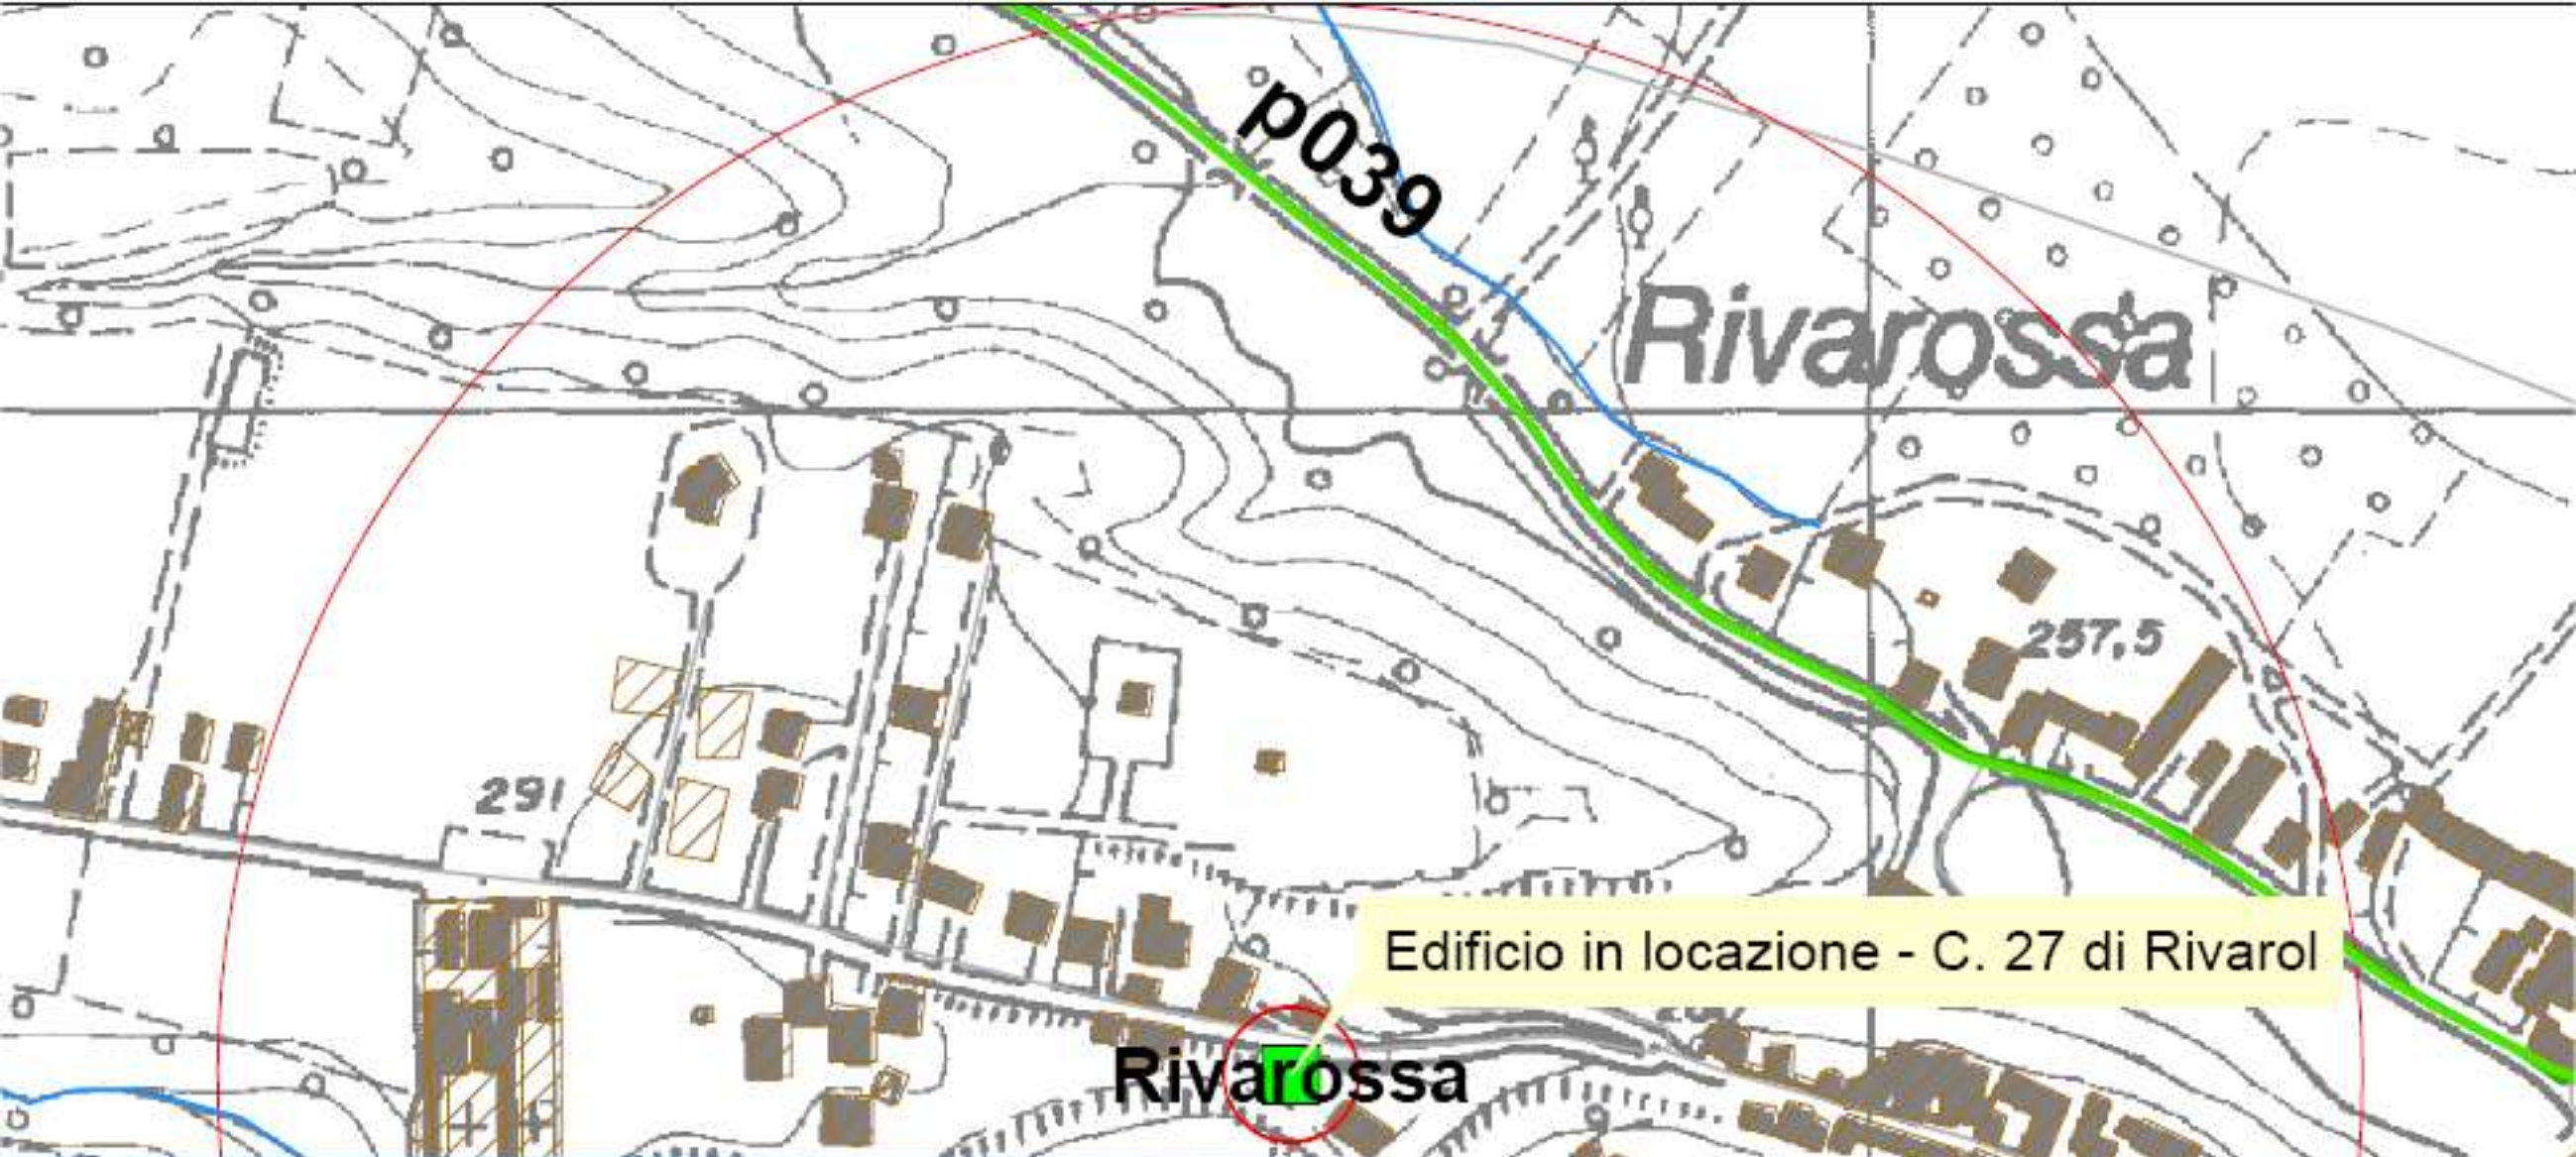 p039
Rivarossa
257,5
291
Edificio in locazione - C. 27 di Rivarol
Rivarossa